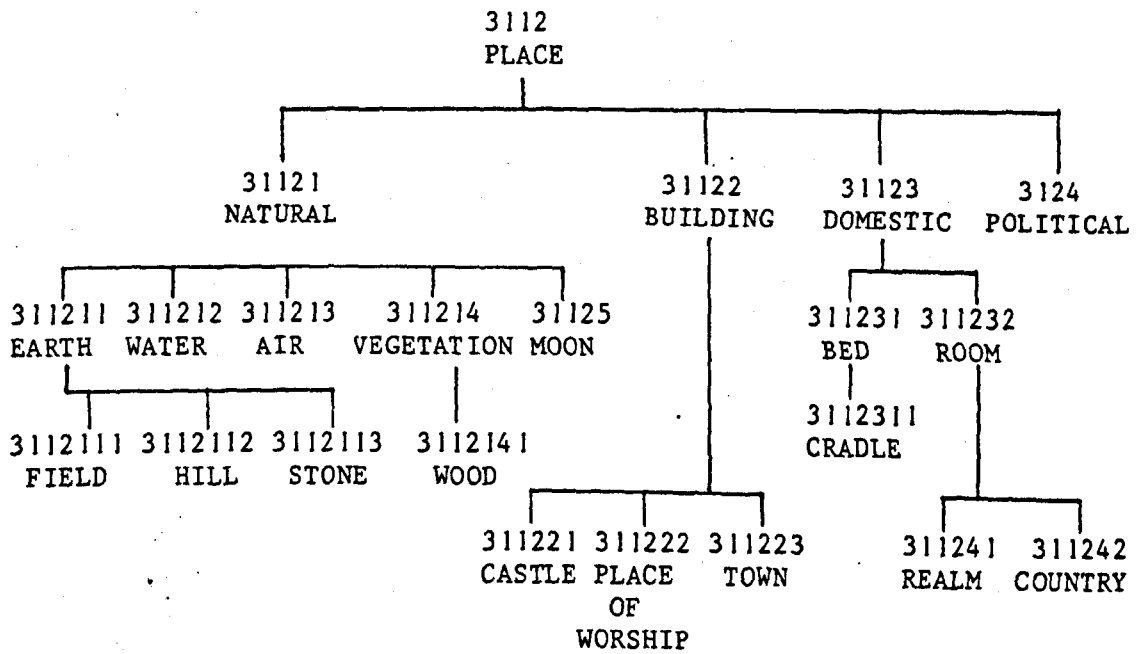 3112
PLACE
31121 31122 31123 3124
NATURAL BUILDING DOMESTIC POLITICAL
311211 311212 311213 311214 31125 311231 311232
EARTH WATER AIR VEGETATION MOON BED ROOM
3112111 3112112 3112113 3112141 3112311
FIELD HILL STONE WOOD CRADLE
311221 311222 311223 311241 311242
CASTLE PLACE TOWN REALM COUNTRY
OF
WORSHIP